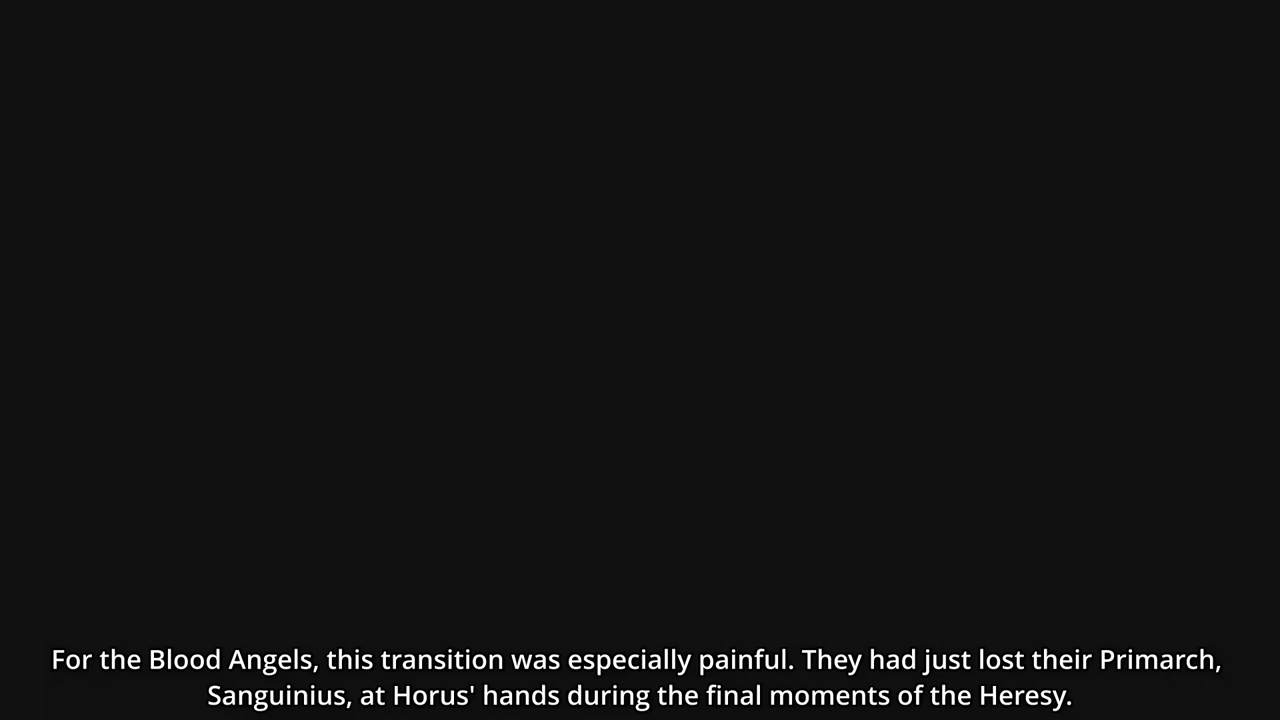 For the Blood Angels, this transition was especially painful. They had just lost their Primarch,
Sanguinius, at Horus' hands during the final moments of the Heresy.